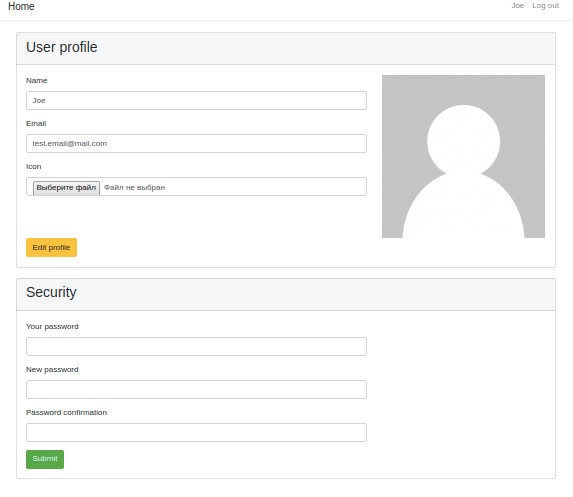 Home Joe Log out
User profile
Name
Joe
Email
test.email@mail.com
Icon
Выберите файл Файл не выбран
Edit profile
Security
Your password
New password
Password confirmation
Submit